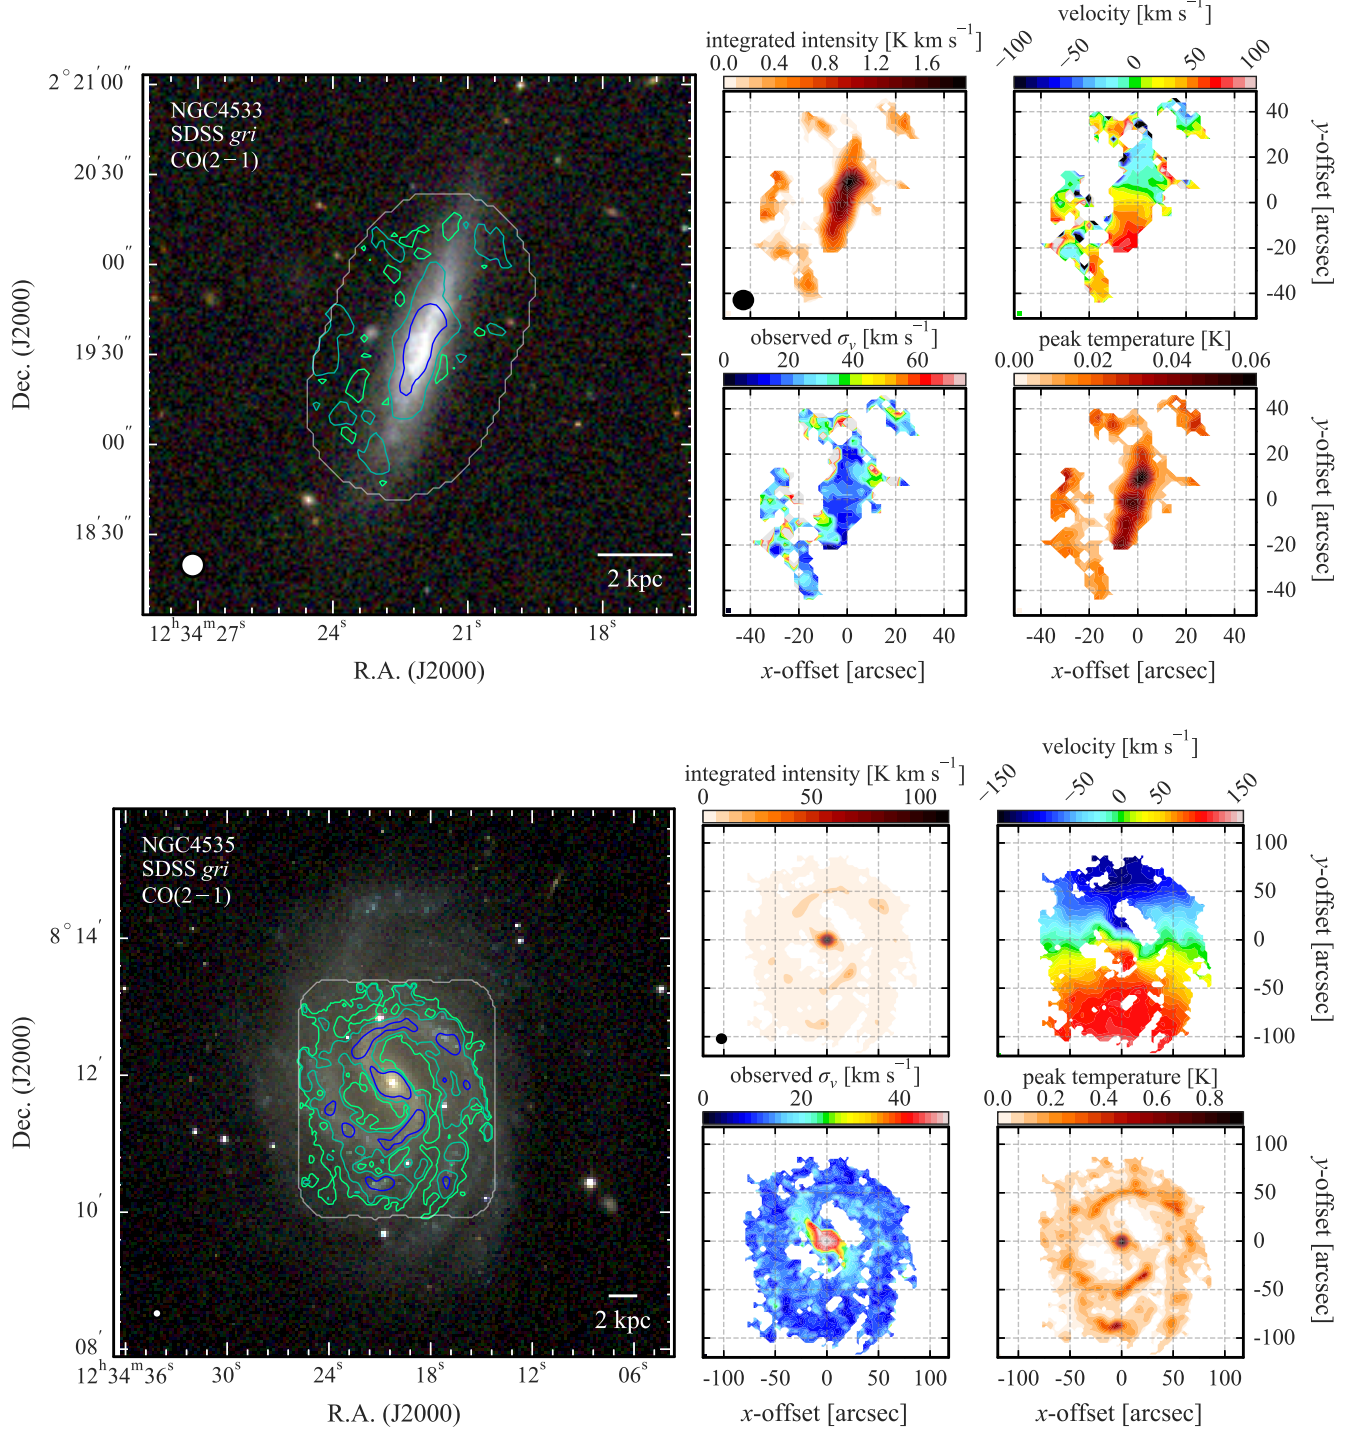 NGC4533
SDSS gri
CO(2−1)
2°21′00″
20′30″
00″
19′30″
00″
18′30″
Dec. (J2000)
2 kpc
12ʰ34ᵐ27ˢ 24ˢ 21ˢ 18ˢ
R.A. (J2000)
integrated intensity [K km s⁻¹]
0.0 0.4 0.8 1.2 1.6
velocity [km s⁻¹]
−100 −50 0 50 100
40
20
0
-20
-40
y-offset [arcsec]
observed σᵥ [km s⁻¹]
0 20 40 60
peak temperature [K]
0.00 0.02 0.04 0.06
40
20
0
-20
-40
y-offset [arcsec]
-40 -20 0 20 40
x-offset [arcsec]
-40 -20 0 20 40
x-offset [arcsec]
NGC4535
SDSS gri
CO(2−1)
8°14′
12′
10′
08′
Dec. (J2000)
2 kpc
12ʰ34ᵐ36ˢ 30ˢ 24ˢ 18ˢ 12ˢ 06ˢ
R.A. (J2000)
integrated intensity [K km s⁻¹]
0 50 100
velocity [km s⁻¹]
−150 −50 0 50 150
100
50
0
-50
-100
y-offset [arcsec]
observed σᵥ [km s⁻¹]
0 20 40
peak temperature [K]
0.0 0.2 0.4 0.6 0.8
100
50
0
-50
-100
y-offset [arcsec]
-100 -50 0 50 100
x-offset [arcsec]
-100 -50 0 50 100
x-offset [arcsec]